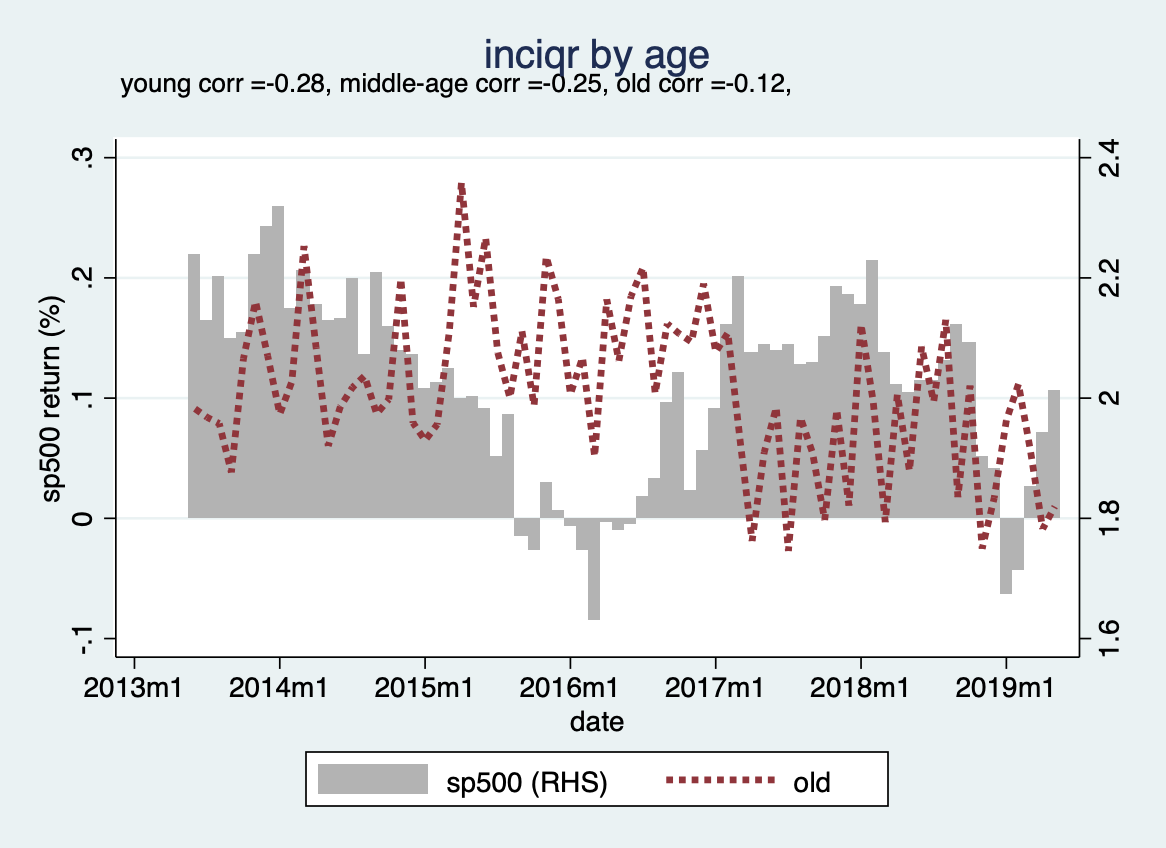 inciqr by age
young corr =-0.28, middle-age corr =-0.25, old corr =-0.12,
sp500 return (%)
.3
.2
.1
0
-.1
2.4
2.2
2
1.8
1.6
2013m1 2014m1 2015m1 2016m1 2017m1 2018m1 2019m1
date
sp500 (RHS) old